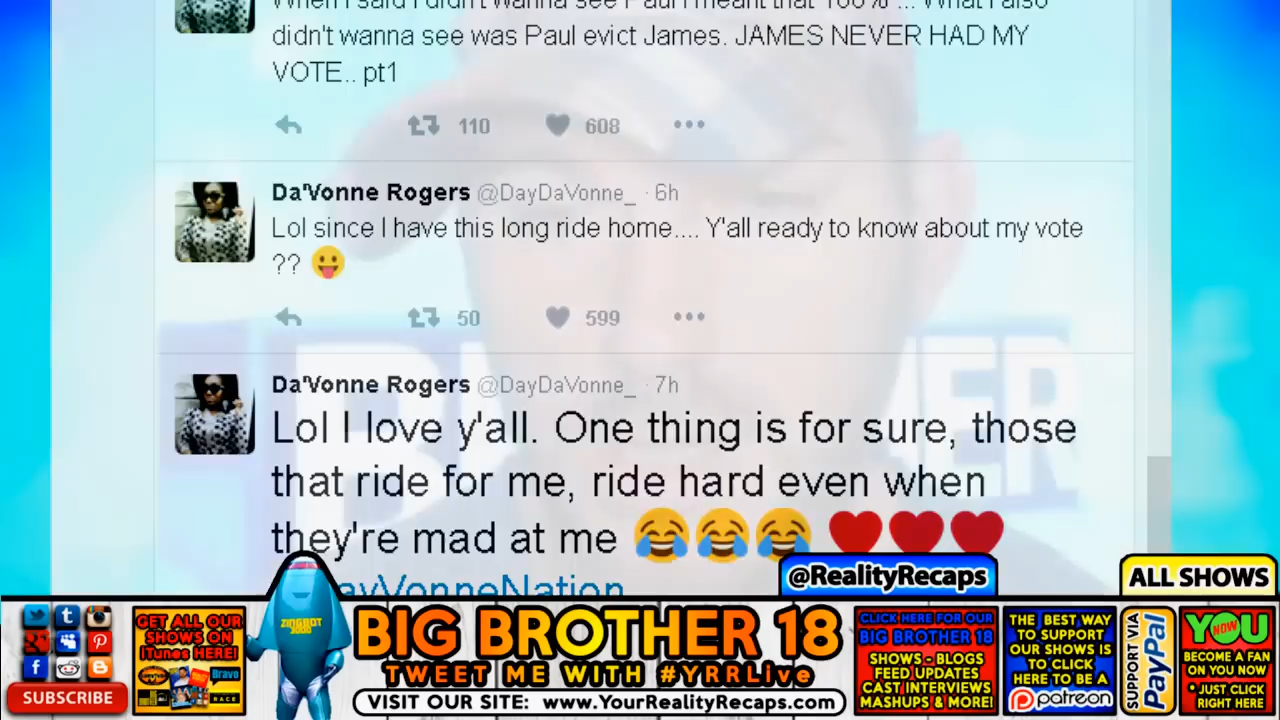 When I said I didn't wanna see Paul I meant that 100% ... What I also
didn't wanna see was Paul evict James. JAMES NEVER HAD MY
VOTE.. pt1
110 608
Da'Vonne Rogers @DayDaVonne_ · 6h
Lol since I have this long ride home.... Y'all ready to know about my vote
?? 😛
50 599
Da'Vonne Rogers @DayDaVonne_ · 7h
Lol I love y'all. One thing is for sure, those
that ride for me, ride hard even when
they're mad at me 😂😂😂 ❤❤❤
@RealityRecaps
ALL SHOWS
SUBSCRIBE
GET ALL OUR
SHOWS ON
iTunes HERE!
Survivor
Bravo
RACE
ZINGBOT
3000
BIG BROTHER 18
TWEET ME WITH #YRRLive
VISIT OUR SITE: www.YourRealityRecaps.com
CLICK HERE FOR OUR
BIG BROTHER 18
SHOWS - BLOGS
FEED UPDATES
CAST INTERVIEWS
MASHUPS & MORE!
THE BEST WAY
TO SUPPORT
OUR SHOWS IS
TO CLICK
HERE TO BE A
patreon
SUPPORT VIA
PayPal
YOU
NOW
BECOME A FAN
ON YOU NOW
* JUST CLICK
RIGHT HERE